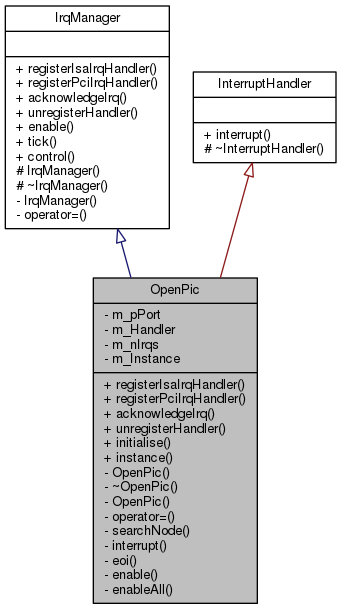 IrqManager
+ registerIsaIrqHandler()
+ registerPciIrqHandler()
+ acknowledgeIrq()
+ unregisterHandler()
+ enable()
+ tick()
+ control()
# IrqManager()
# ~IrqManager()
- IrqManager()
- operator=()
InterruptHandler
+ interrupt()
# ~InterruptHandler()
OpenPic
- m_pPort
- m_Handler
- m_nIrqs
- m_Instance
+ registerIsaIrqHandler()
+ registerPciIrqHandler()
+ acknowledgeIrq()
+ unregisterHandler()
+ initialise()
+ instance()
- OpenPic()
- ~OpenPic()
- OpenPic()
- operator=()
- searchNode()
- interrupt()
- eoi()
- enable()
- enableAll()